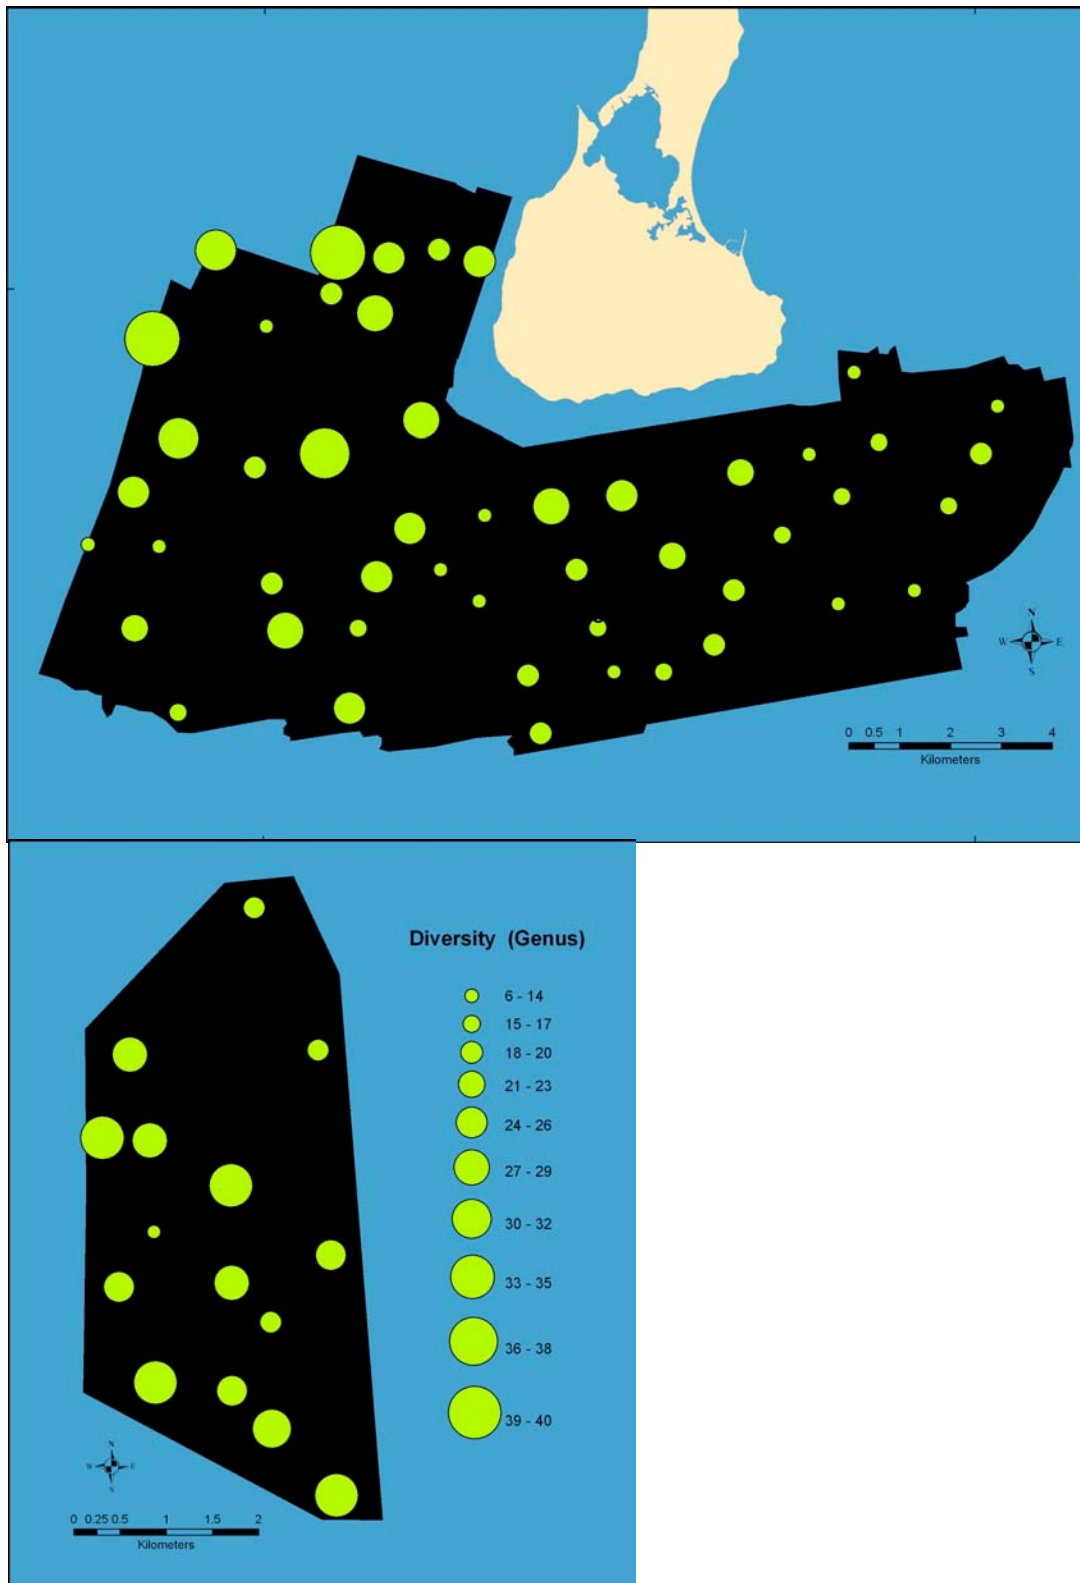 N
W E
S
0 0.5 1 2 3 4
Kilometers
Diversity (Genus)
6 - 14
15 - 17
18 - 20
21 - 23
24 - 26
27 - 29
30 - 32
33 - 35
36 - 38
39 - 40
N
W E
S
0 0.25 0.5 1 1.5 2
Kilometers